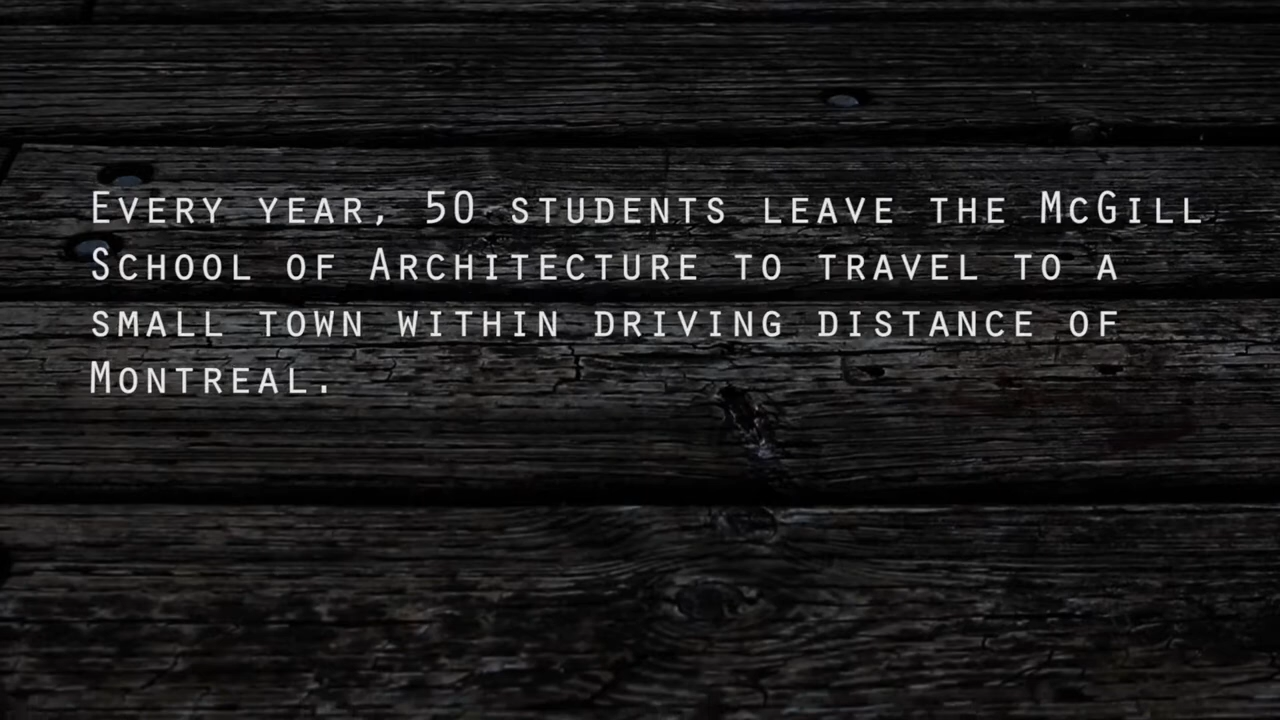 Every year, 50 students leave the McGill
School of Architecture to travel to a
small town within driving distance of
Montreal.